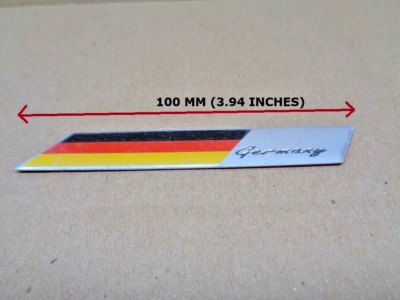 100 MM (3.94 INCHES)
Germany